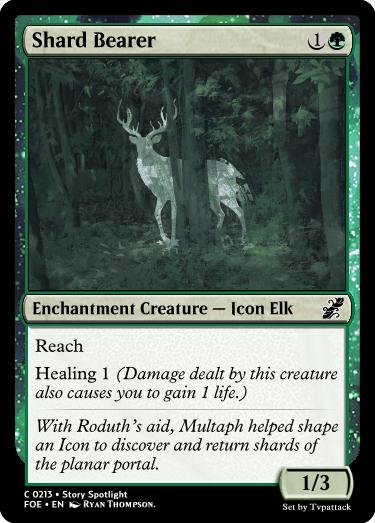 Shard Bearer 1
Enchantment Creature — Icon Elk
Reach
Healing 1 (Damage dealt by this creature
also causes you to gain 1 life.)
With Roduth's aid, Multaph helped shape
an Icon to discover and return shards of
the planar portal.
1/3
C 0213 • Story Spotlight
FOE • EN Ryan Thompson.
Set by Tvpattack